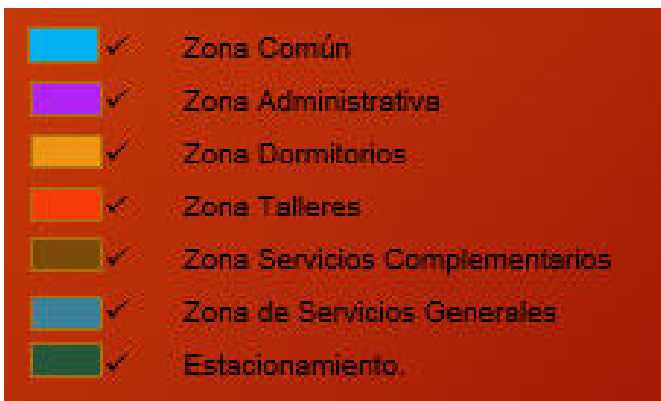 ✓ Zona Común
✓ Zona Administrativa
✓ Zona Dormitorios
✓ Zona Talleres
✓ Zona Servicios Complementarios
✓ Zona de Servicios Generales
✓ Estacionamiento.